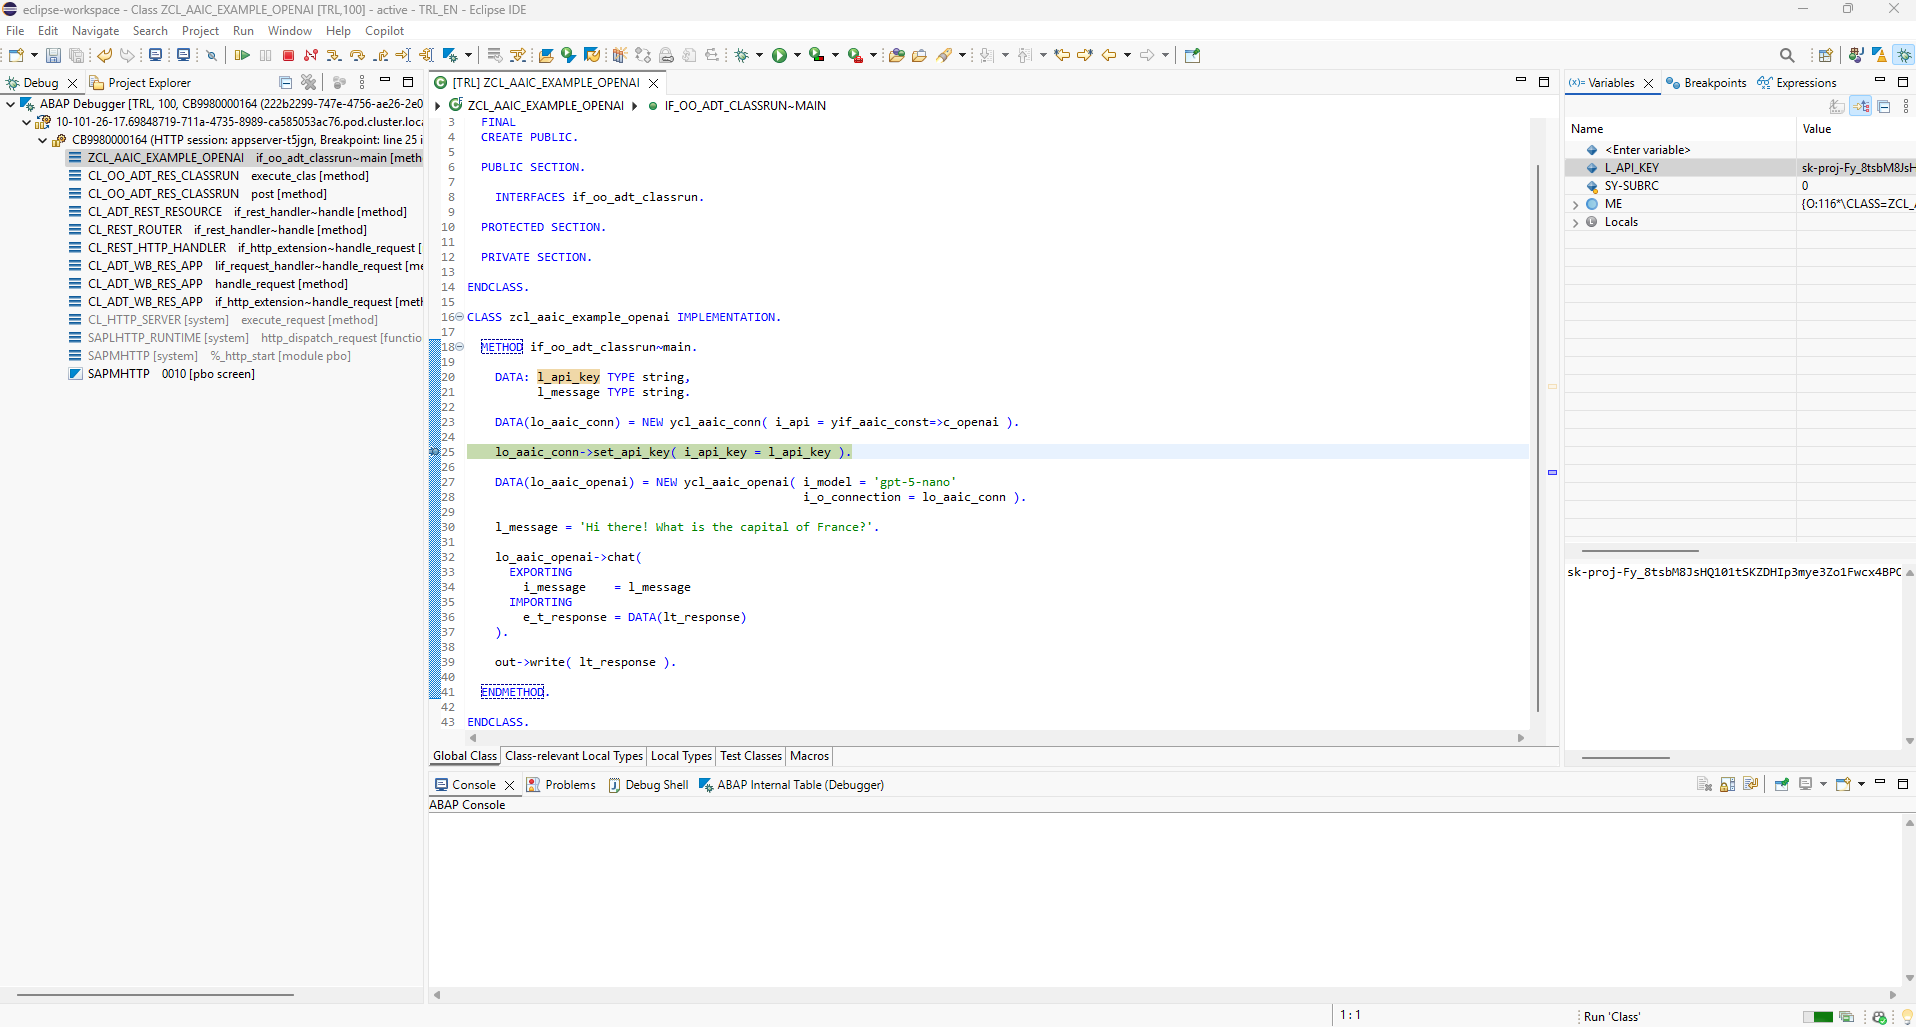 eclipse-workspace - Class ZCL_AAIC_EXAMPLE_OPENAI [TRL,100] - active - TRL_EN - Eclipse IDE
File Edit Navigate Search Project Run Window Help Copilot
Debug Project Explorer
ABAP Debugger [TRL, 100, CB9980000164 (222b2299-747e-4756-ae26-2e0
10-101-26-17.69848719-711a-4735-8989-ca585053ac76.pod.cluster.loca
CB9980000164 (HTTP session: appserver-t5jgn, Breakpoint: line 25 i
ZCL_AAIC_EXAMPLE_OPENAI if_oo_adt_classrun~main [meth
CL_OO_ADT_RES_CLASSRUN execute_clas [method]
CL_OO_ADT_RES_CLASSRUN post [method]
CL_ADT_REST_RESOURCE if_rest_handler~handle [method]
CL_REST_ROUTER if_rest_handler~handle [method]
CL_REST_HTTP_HANDLER if_http_extension~handle_request [
CL_ADT_WB_RES_APP lif_request_handler~handle_request [me
CL_ADT_WB_RES_APP handle_request [method]
CL_ADT_WB_RES_APP if_http_extension~handle_request [met
CL_HTTP_SERVER [system] execute_request [method]
SAPLHTTP_RUNTIME [system] http_dispatch_request [functio
SAPMHTTP [system] %_http_start [module pbo]
SAPMHTTP 0010 [pbo screen]
[TRL] ZCL_AAIC_EXAMPLE_OPENAI
ZCL_AAIC_EXAMPLE_OPENAI IF_OO_ADT_CLASSRUN~MAIN
3 FINAL
4 CREATE PUBLIC.
5
6 PUBLIC SECTION.
7
8 INTERFACES if_oo_adt_classrun.
9
10 PROTECTED SECTION.
11
12 PRIVATE SECTION.
13
14 ENDCLASS.
15
16 CLASS zcl_aaic_example_openai IMPLEMENTATION.
17
18 METHOD if_oo_adt_classrun~main.
19
20 DATA: l_api_key TYPE string,
21 l_message TYPE string.
22
23 DATA(lo_aaic_conn) = NEW ycl_aaic_conn( i_api = yif_aaic_const=>c_openai ).
24
25 lo_aaic_conn->set_api_key( i_api_key = l_api_key ).
26
27 DATA(lo_aaic_openai) = NEW ycl_aaic_openai( i_model = 'gpt-5-nano'
28 i_o_connection = lo_aaic_conn ).
29
30 l_message = 'Hi there! What is the capital of France?'.
31
32 lo_aaic_openai->chat(
33 EXPORTING
34 i_message = l_message
35 IMPORTING
36 e_t_response = DATA(lt_response)
37 ).
38
39 out->write( lt_response ).
40
41 ENDMETHOD.
42
43 ENDCLASS.
Global Class Class-relevant Local Types Local Types Test Classes Macros
Variables Breakpoints Expressions
Name Value
<Enter variable>
L_API_KEY sk-proj-Fy_8tsbM8JsH
SY-SUBRC 0
ME {O:116*\CLASS=ZCL_
Locals
sk-proj-Fy_8tsbM8JsHQ101tSKZDHIp3mye3Zo1Fwcx4BPC
Console Problems Debug Shell ABAP Internal Table (Debugger)
ABAP Console
1 : 1
Run 'Class'